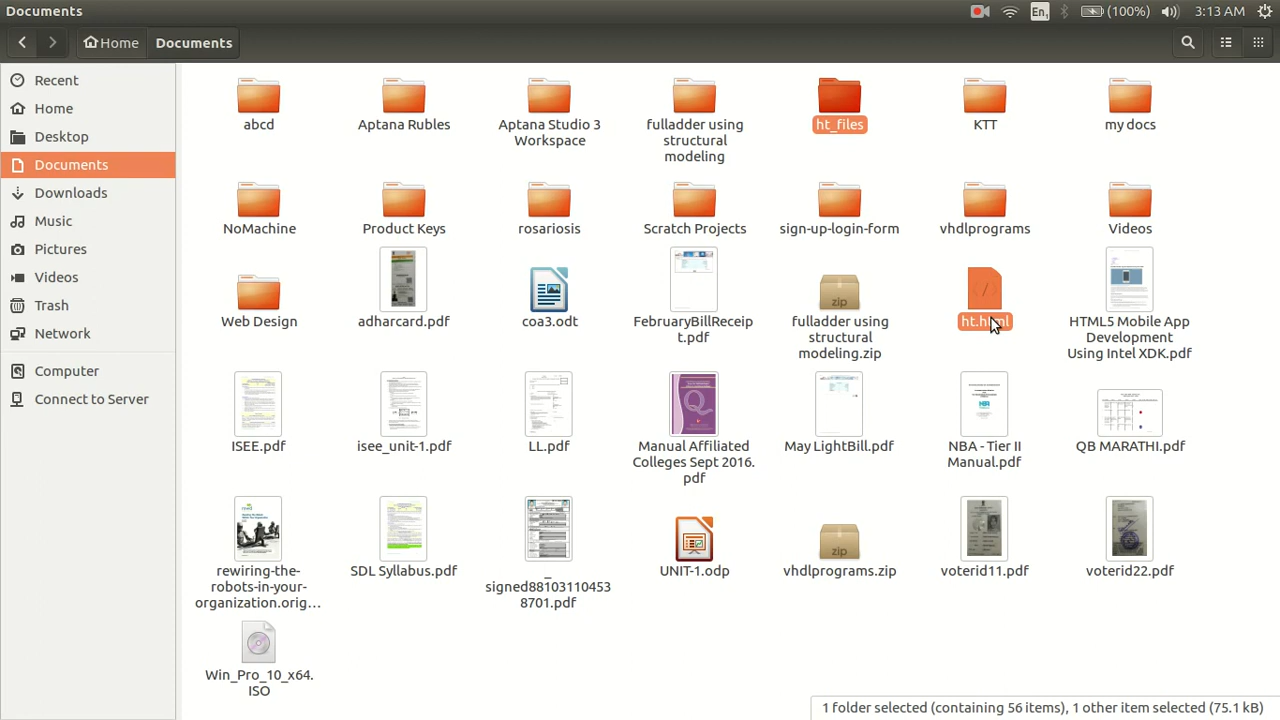 Documents
En1
(100%)
3:13 AM
Home
Documents
Recent
Home
Desktop
Documents
Downloads
Music
Pictures
Videos
Trash
Network
Computer
Connect to Server
abcd
Aptana Rubles
Aptana Studio 3
Workspace
fulladder using
structural
modeling
ht_files
KTT
my docs
NoMachine
Product Keys
rosariosis
Scratch Projects
sign-up-login-form
vhdlprograms
Videos
Web Design
adharcard.pdf
coa3.odt
FebruaryBillReceip
t.pdf
zip
fulladder using
structural
modeling.zip
ht.html
HTML5 Mobile App
Development
Using Intel XDK.pdf
ISEE.pdf
isee_unit-1.pdf
LL.pdf
Manual Affiliated
Colleges Sept 2016.
pdf
May LightBill.pdf
NBA - Tier II
Manual.pdf
QB MARATHI.pdf
rewiring-the-
robots-in-your-
organization.orig…
SDL Syllabus.pdf
_
signed88103110453
8701.pdf
UNIT-1.odp
zip
vhdlprograms.zip
voterid11.pdf
voterid22.pdf
Win_Pro_10_x64.
ISO
1 folder selected (containing 56 items), 1 other item selected (75.1 kB)